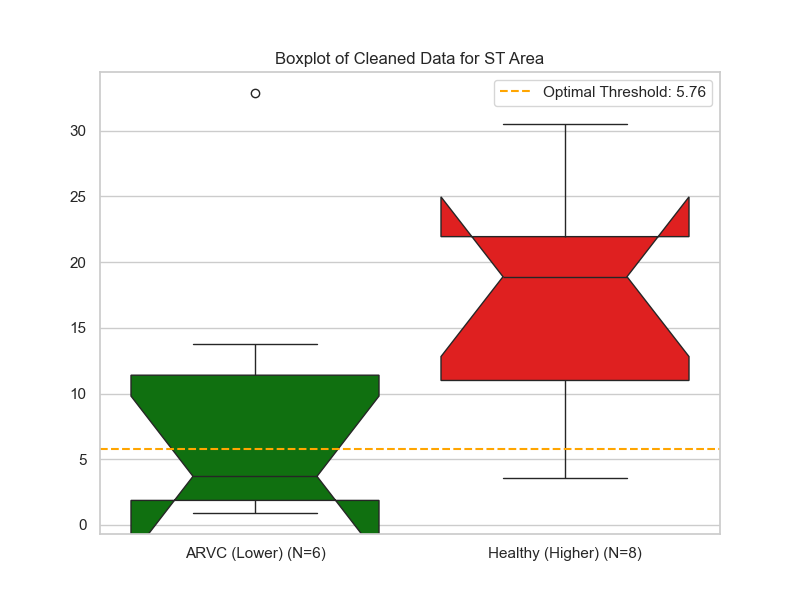 Boxplot of Cleaned Data for ST Area
Optimal Threshold: 5.76
30
25
20
15
10
5
0
ARVC (Lower) (N=6)
Healthy (Higher) (N=8)